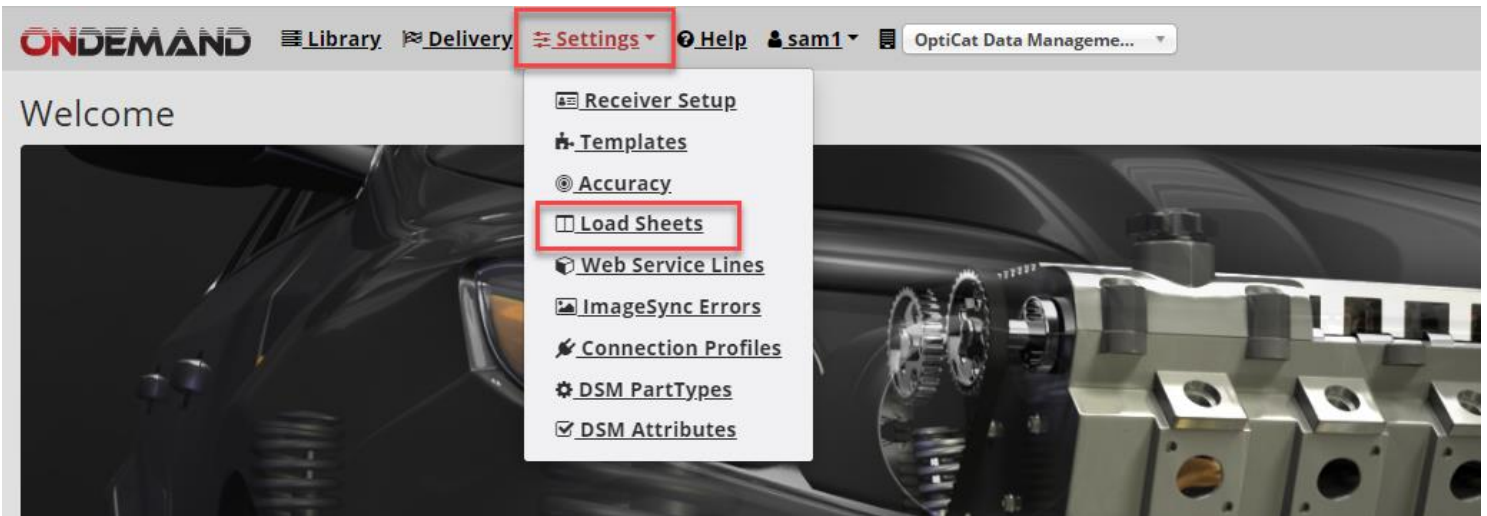 ONDEMAND Library Delivery Settings Help sam1 OptiCat Data Manageme...
Welcome
Receiver Setup
Templates
Accuracy
Load Sheets
Web Service Lines
ImageSync Errors
Connection Profiles
DSM PartTypes
DSM Attributes